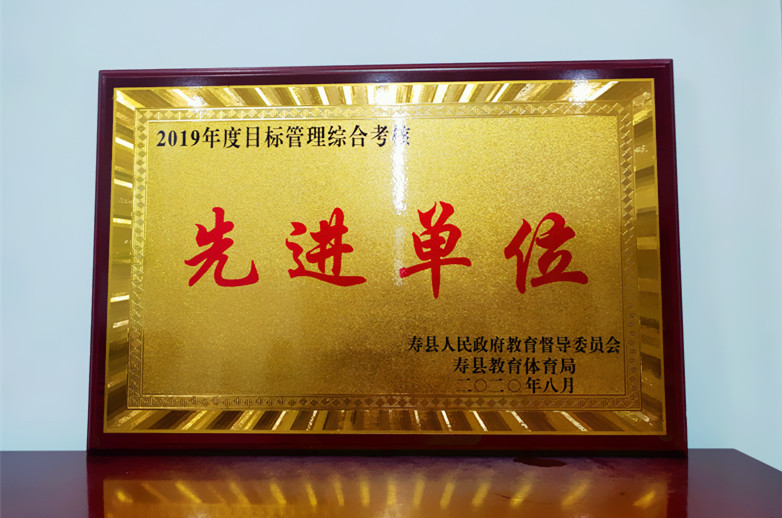 2019年度目标管理综合考核
先进单位
寿县人民政府教育督导委员会
寿县教育体育局
二〇二〇年八月